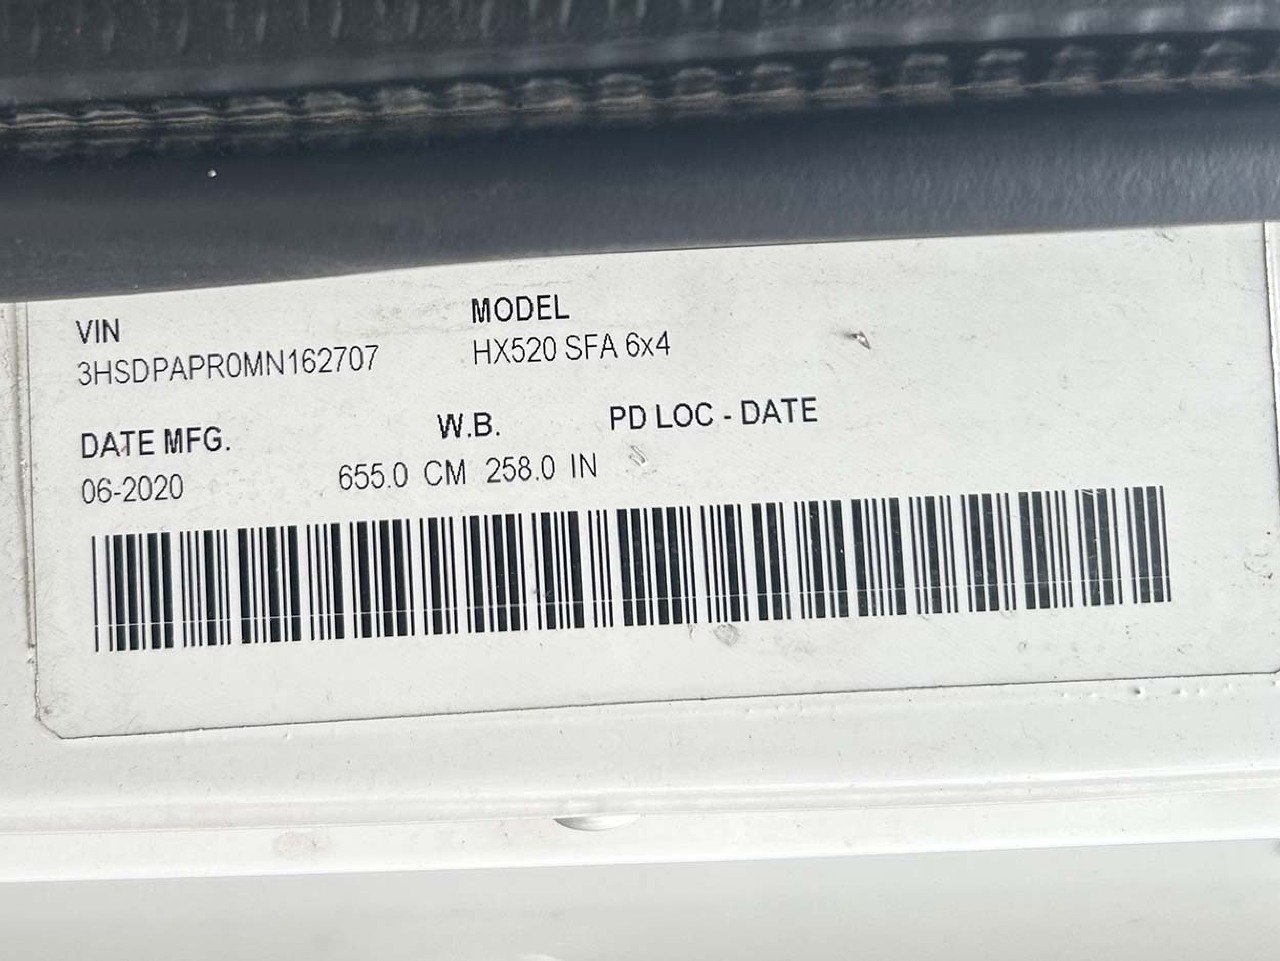 VIN MODEL
3HSDPAPR0MN162707 HX520 SFA 6x4
DATE MFG. W.B. PD LOC - DATE
06-2020 655.0 CM 258.0 IN